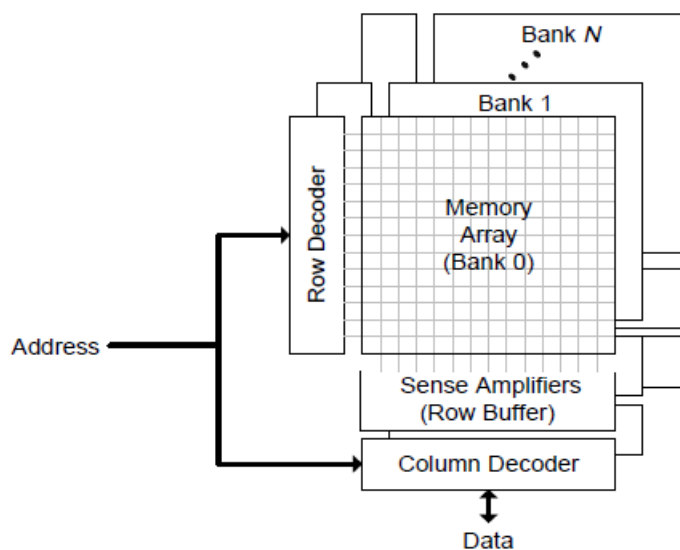 Bank N
Bank 1
Row Decoder
Memory
Array
(Bank 0)
Address
Sense Amplifiers
(Row Buffer)
Column Decoder
Data